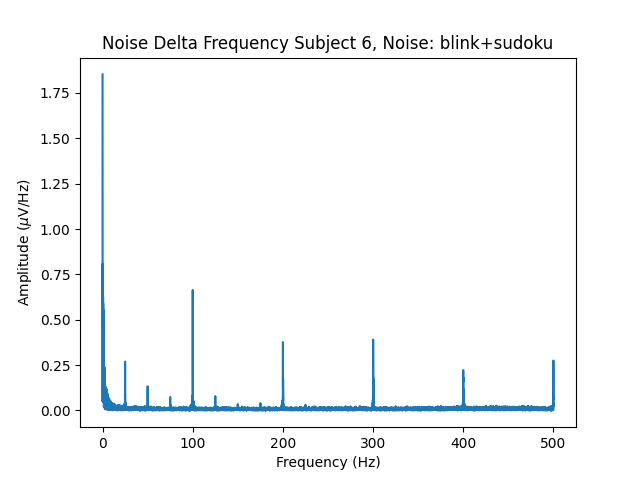 Noise Delta Frequency Subject 6, Noise: blink+sudoku
Amplitude (μV/Hz)
1.75
1.50
1.25
1.00
0.75
0.50
0.25
0.00
0 100 200 300 400 500
Frequency (Hz)